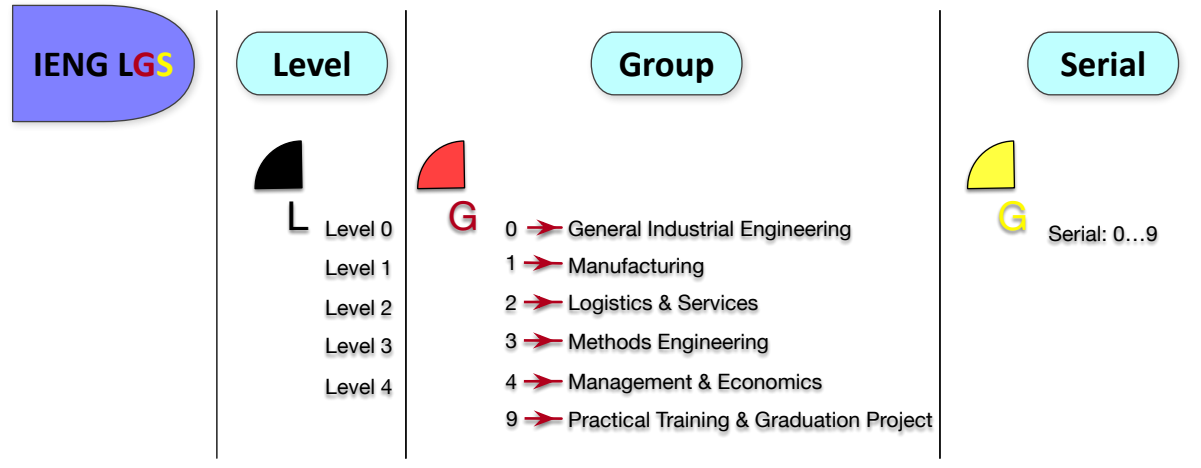 IENG LGS
Level
Group
Serial
L
Level 0
Level 1
Level 2
Level 3
Level 4
G
0 General Industrial Engineering
1 Manufacturing
2 Logistics & Services
3 Methods Engineering
4 Management & Economics
9 Practical Training & Graduation Project
G
Serial: 0...9